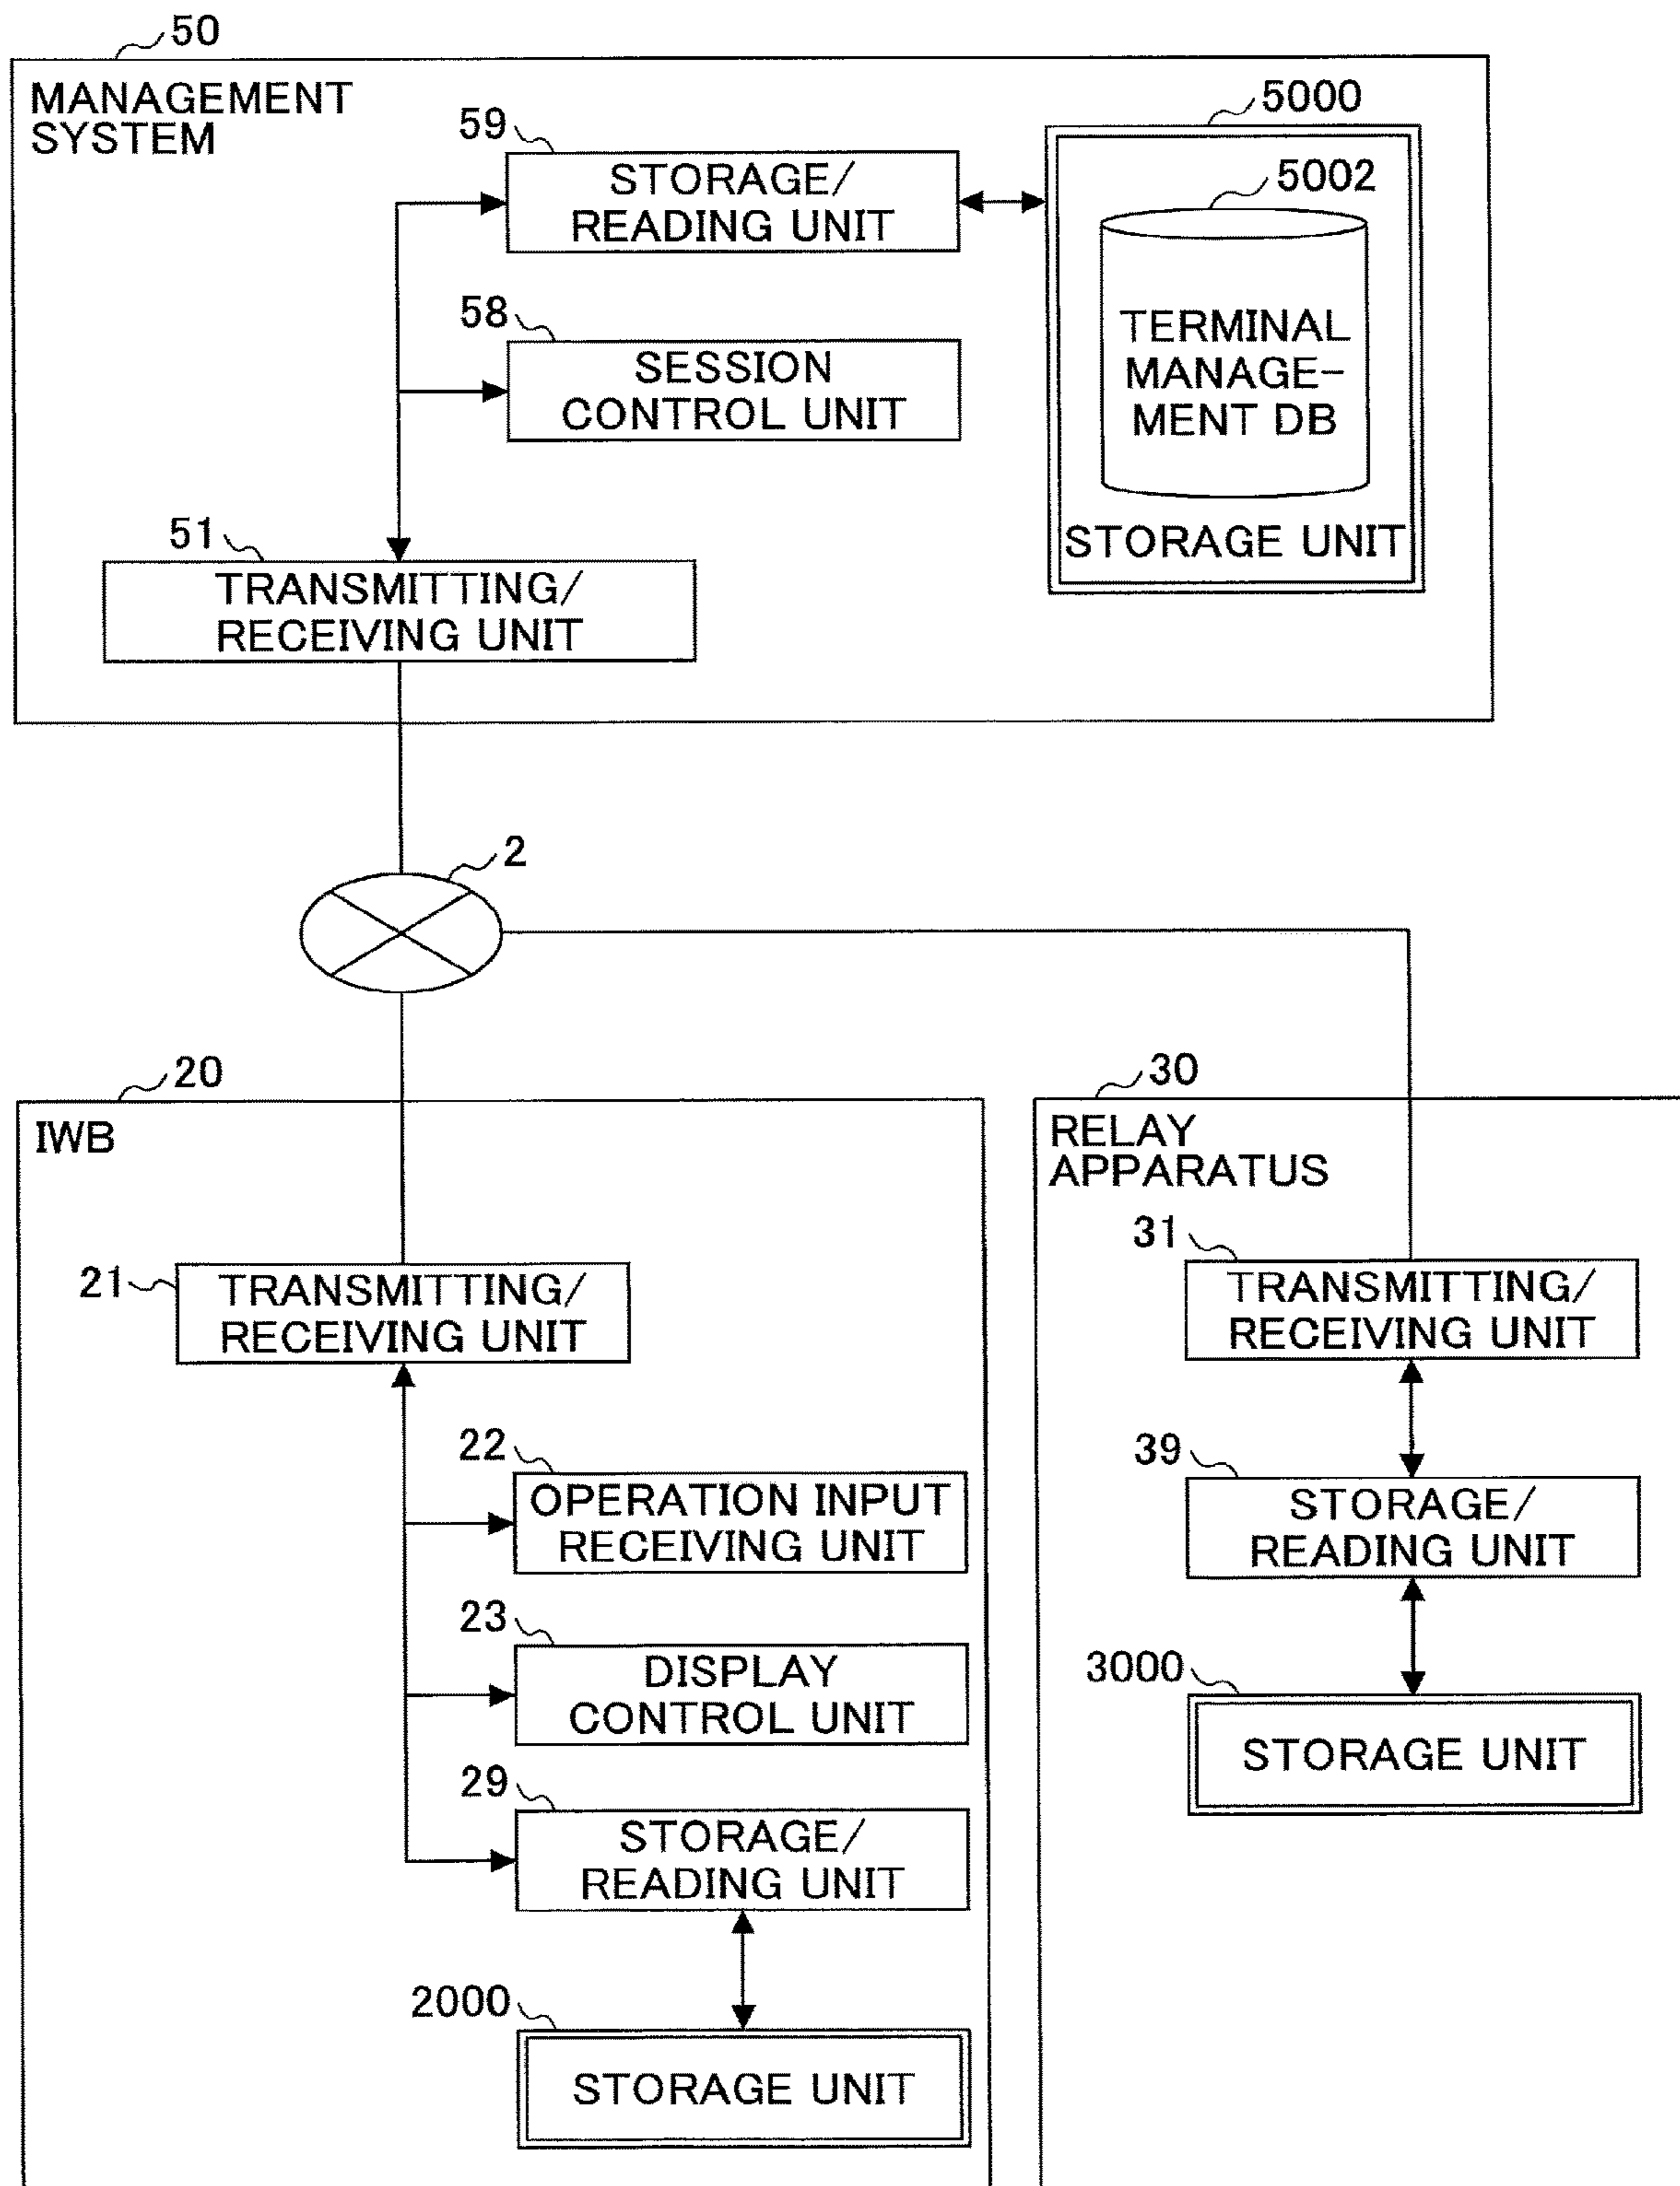 50
MANAGEMENT
SYSTEM
59
STORAGE/
READING UNIT
5000
5002
TERMINAL
MANAGE-
MENT DB
STORAGE UNIT
58
SESSION
CONTROL UNIT
51
TRANSMITTING/
RECEIVING UNIT
2
20
IWB
21
TRANSMITTING/
RECEIVING UNIT
22
OPERATION INPUT
RECEIVING UNIT
23
DISPLAY
CONTROL UNIT
29
STORAGE/
READING UNIT
2000
STORAGE UNIT
30
RELAY
APPARATUS
31
TRANSMITTING/
RECEIVING UNIT
39
STORAGE/
READING UNIT
3000
STORAGE UNIT